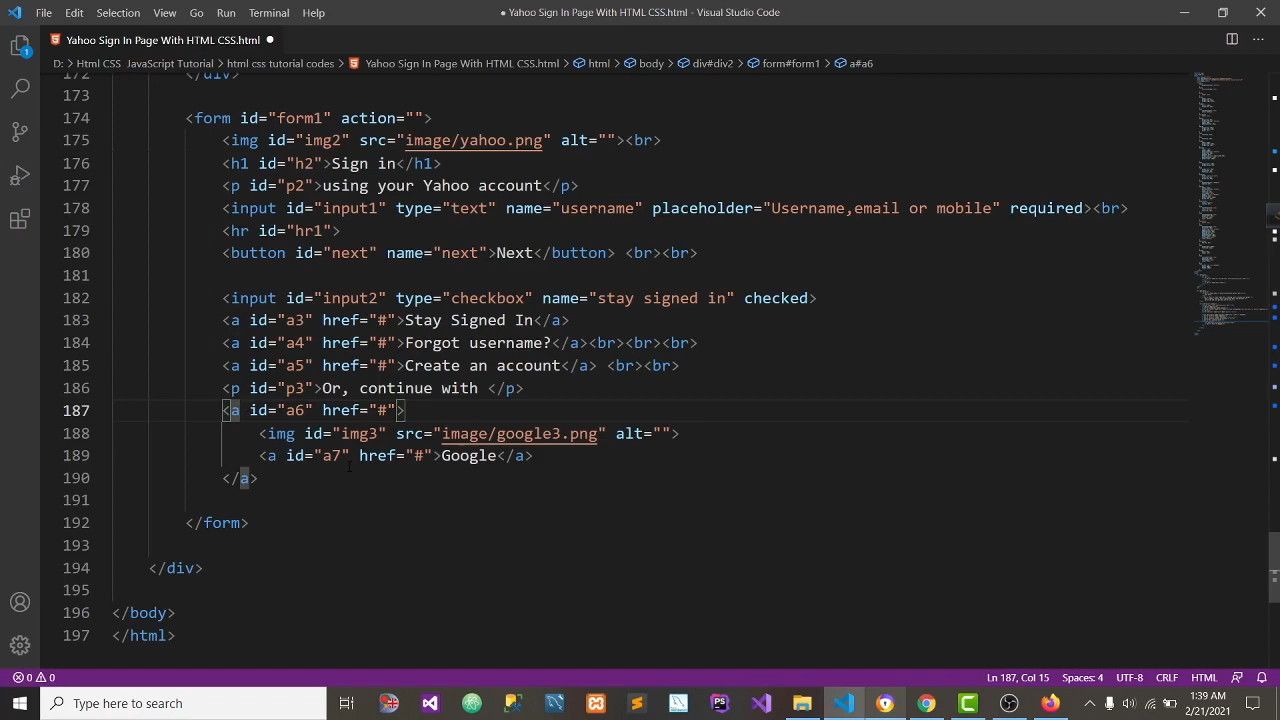 File Edit Selection View Go Run Terminal Help
● Yahoo Sign In Page With HTML CSS.html - Visual Studio Code
Yahoo Sign In Page With HTML CSS.html ●
D: > Html CSS JavaScript Tutorial > html css tutorial codes > Yahoo Sign In Page With HTML CSS.html > html > body > div#div2 > form#form1 > a#a6
172 </div>
173
174 <form id="form1" action="">
175 <img id="img2" src="image/yahoo.png" alt=""><br>
176 <h1 id="h2">Sign in</h1>
177 <p id="p2">using your Yahoo account</p>
178 <input id="input1" type="text" name="username" placeholder="Username,email or mobile" required><br>
179 <hr id="hr1">
180 <button id="next" name="next">Next</button> <br><br>
181
182 <input id="input2" type="checkbox" name="stay signed in" checked>
183 <a id="a3" href="#">Stay Signed In</a>
184 <a id="a4" href="#">Forgot username?</a><br><br><br>
185 <a id="a5" href="#">Create an account</a> <br><br>
186 <p id="p3">Or, continue with </p>
187 <a id="a6" href="#">
188 <img id="img3" src="image/google3.png" alt="">
189 <a id="a7" href="#">Google</a>
190 </a>
191
192 </form>
193
194 </div>
195
196 </body>
197 </html>
1
0 0
Ln 187, Col 15 Spaces: 4 UTF-8 CRLF HTML
Type here to search
PS
1:39 AM
2/21/2021